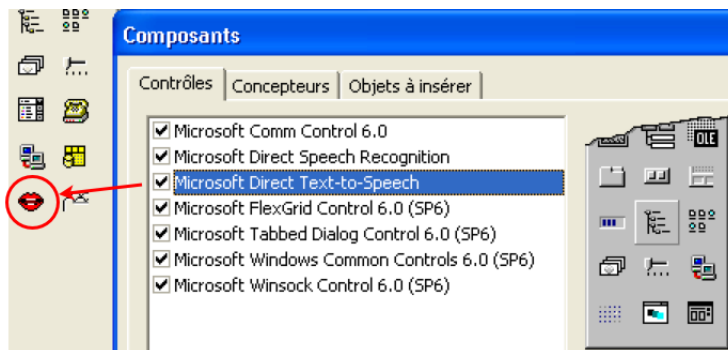 Composants
Contrôles Concepteurs Objets à insérer
Microsoft Comm Control 6.0
Microsoft Direct Speech Recognition
Microsoft Direct Text-to-Speech
Microsoft FlexGrid Control 6.0 (SP6)
Microsoft Tabbed Dialog Control 6.0 (SP6)
Microsoft Windows Common Controls 6.0 (SP6)
Microsoft Winsock Control 6.0 (SP6)
OLE